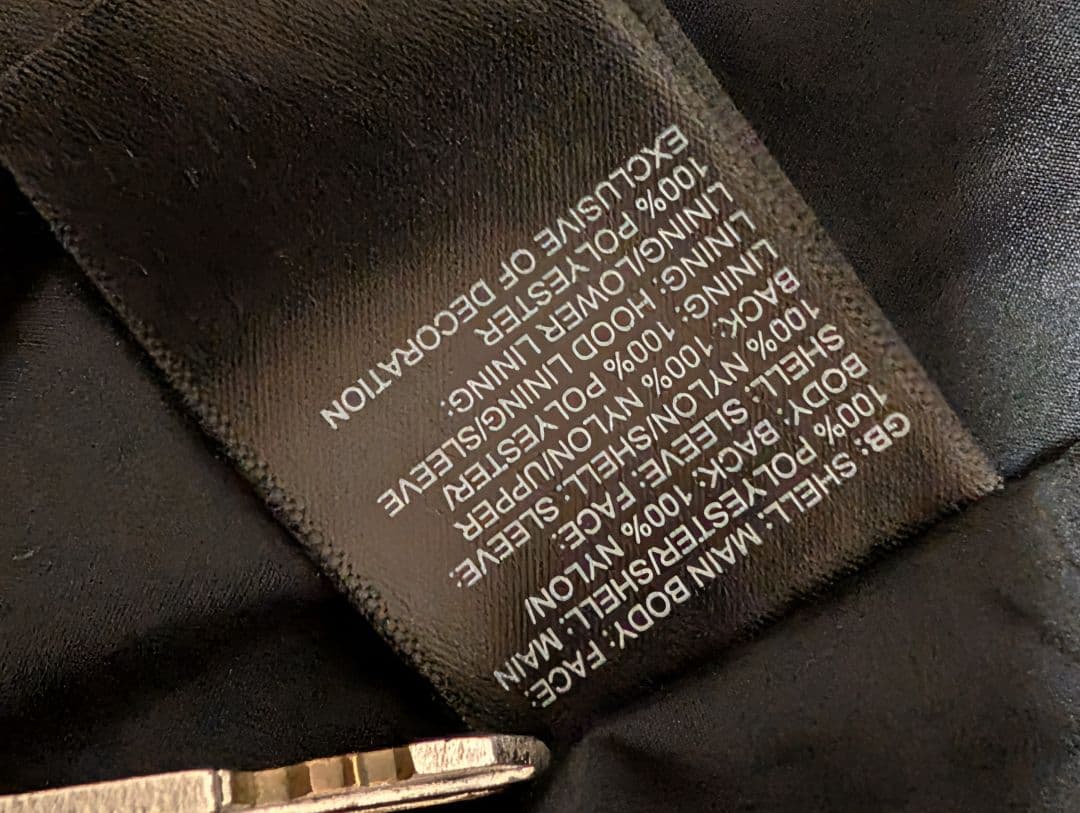 GB: SHELL: MAIN BODY: FACE:
100% POLYESTER/SHELL: MAIN
BODY: BACK: 100% NYLON/
SHELL: SLEEVE: FACE:
100% NYLON/SHELL: SLEEVE:
BACK: 100% NYLON/UPPER
LINING: 100% POLYESTER/
LINING: HOOD LINING/SLEEVE
LINING/LOWER LINING:
100% POLYESTER
EXCLUSIVE OF DECORATION